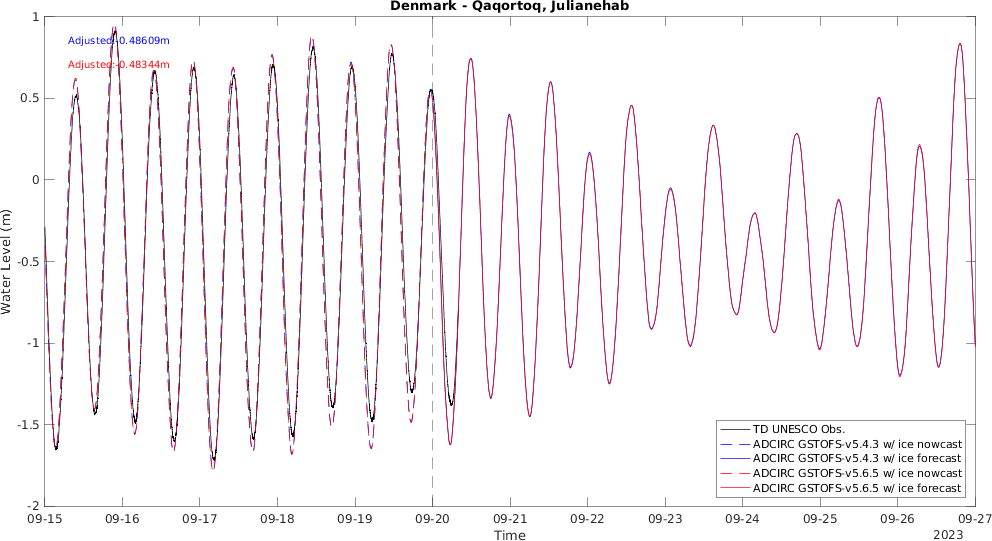 Denmark - Qaqortoq, Julianehab
Adjusted:-0.48609m
Adjusted:-0.48344m
1
0.5
0
-0.5
-1
-1.5
-2
Water Level (m)
09-15 09-16 09-17 09-18 09-19 09-20 09-21 09-22 09-23 09-24 09-25 09-26 09-27
Time
2023
TD UNESCO Obs.
ADCIRC GSTOFS-v5.4.3 w/ ice nowcast
ADCIRC GSTOFS-v5.4.3 w/ ice forecast
ADCIRC GSTOFS-v5.6.5 w/ ice nowcast
ADCIRC GSTOFS-v5.6.5 w/ ice forecast